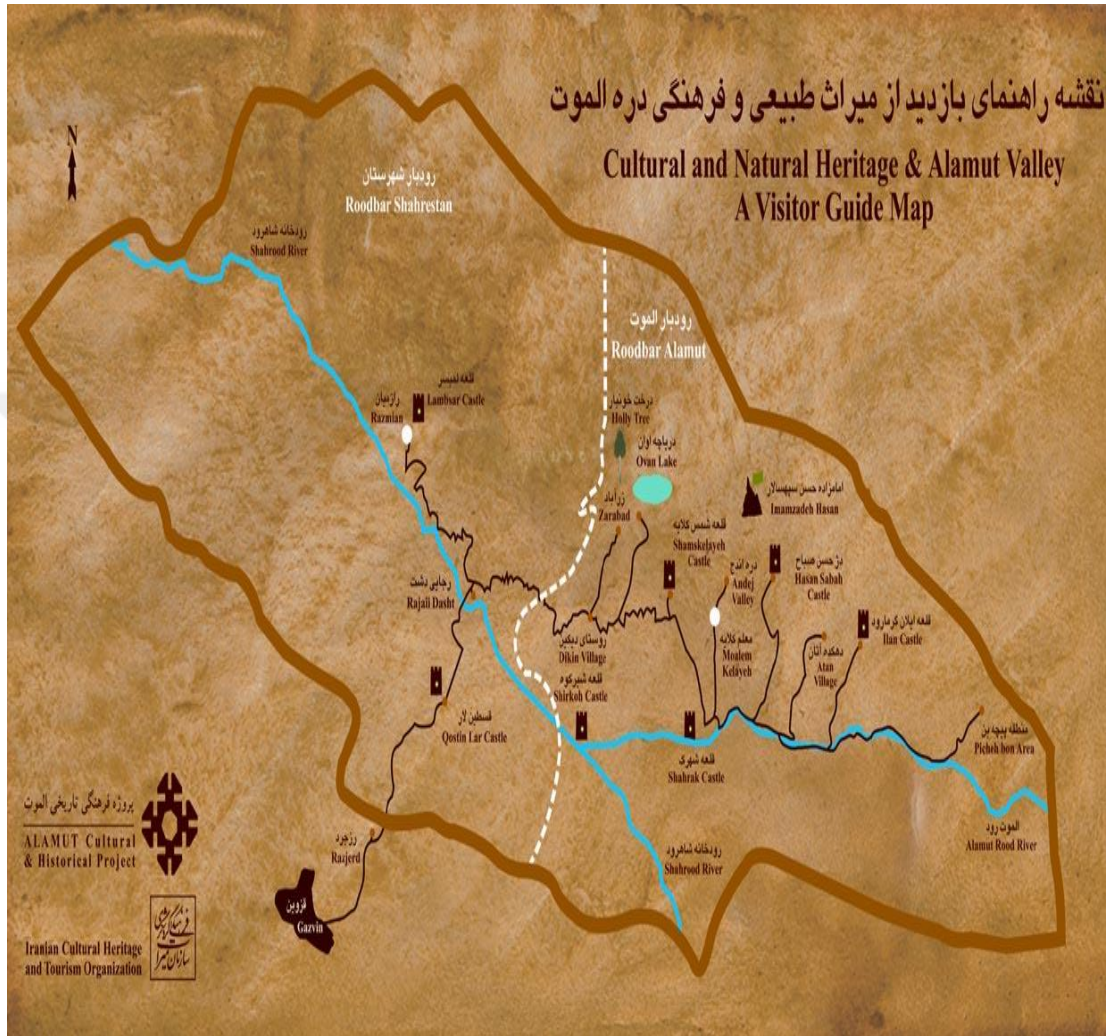 نقشه راهنمای بازدید از میراث طبیعی و فرهنگی دره الموت
Cultural and Natural Heritage & Alamut Valley
A Visitor Guide Map
N
رودبار شهرستان
Roodbar Shahrestan
رودخانه شاهرود
Shahrood River
رودبار الموت
Roodbar Alamut
قلعه لمبسر
Lambsar Castle
رازمیان
Razmian
درخت خونبار
Holly Tree
دریاچه اوان
Ovan Lake
زرآباد
Zarabad
امامزاده حسن سپهسالار
Imamzadeh Hasan
قلعه شمس کلایه
Shamskelayeh
Castle
دره اندج
Andej
Valley
دژ حسن صباح
Hasan Sabah
Castle
رجایی دشت
Rajaii Dasht
روستای دیکین
Dikin Village
معلم کلایه
Moalem
Kelayeh
دهکده آتان
Atan
Village
قلعه ایلان گرمارود
Ilan Castle
قلعه شیرکوه
Shirkoh Castle
قسطین لار
Qostin Lar Castle
قلعه شهرک
Shahrak Castle
منطقه پیچه بن
Picheh bon Area
الموت رود
Alamut Rood River
رودخانه شاهرود
Shahrood River
رزجرد
Razjerd
قزوین
Gazvin
پروژه فرهنگی تاریخی الموت
ALAMUT Cultural
& Historical Project
Iranian Cultural Heritage
and Tourism Organization